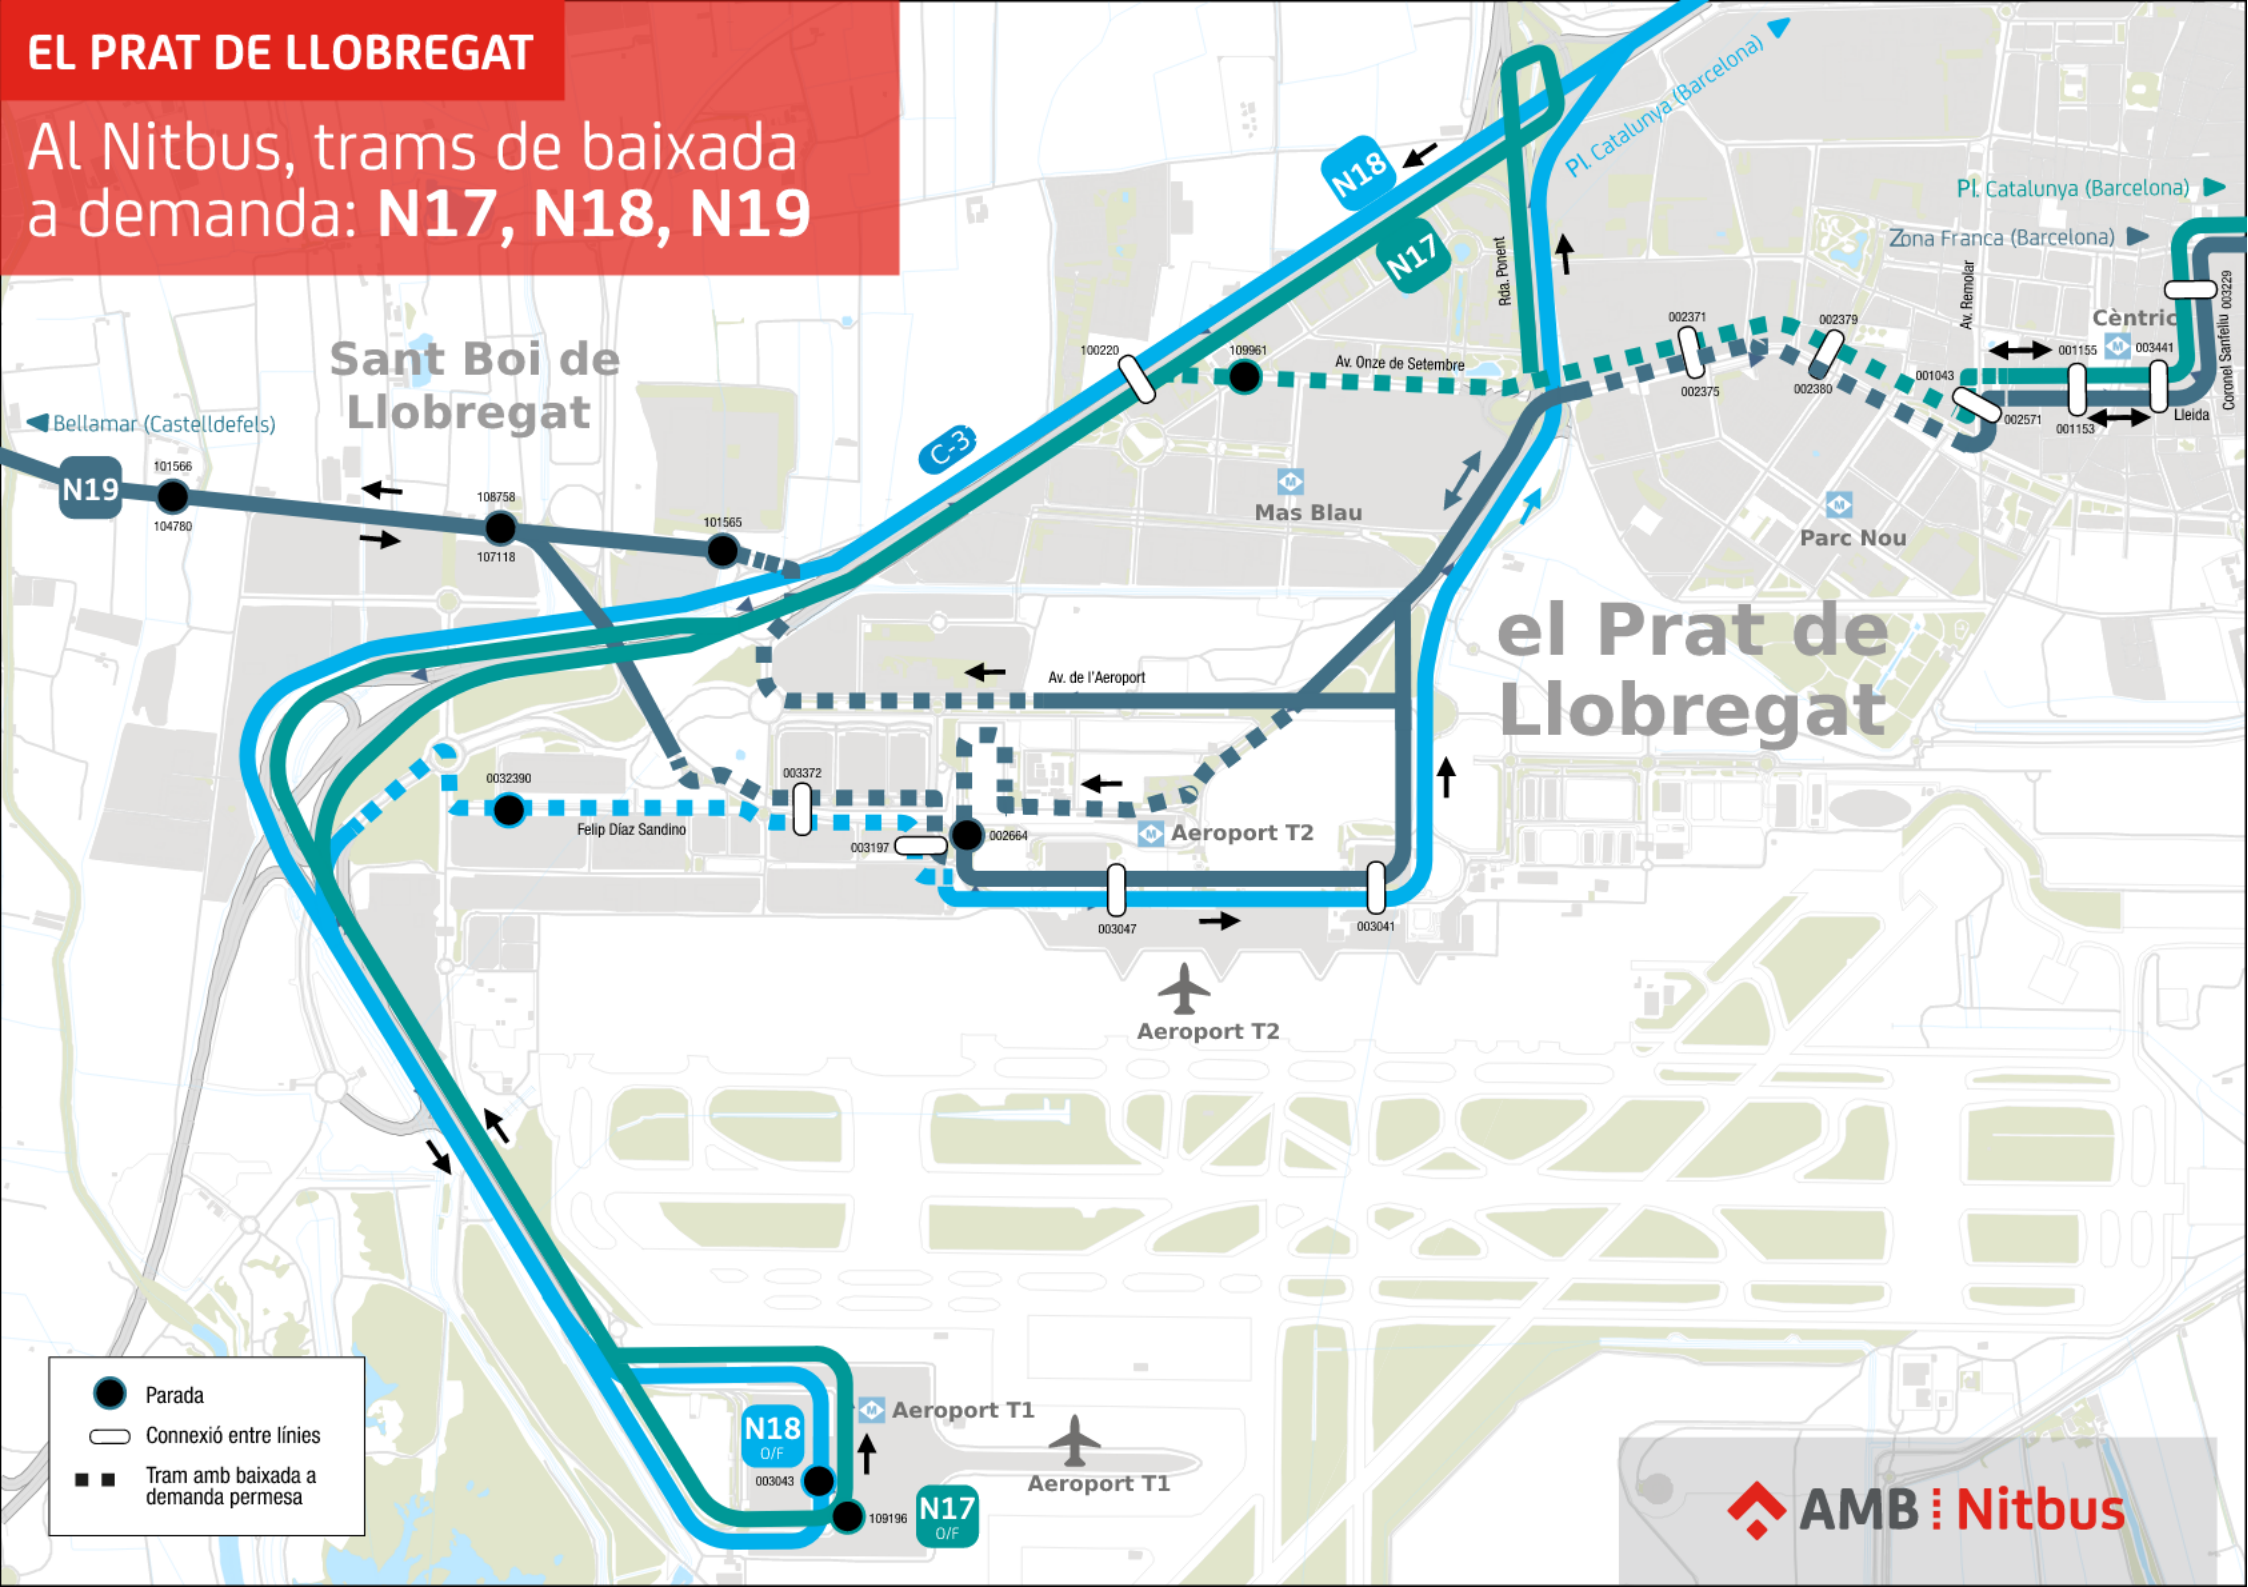 EL PRAT DE LLOBREGAT
Al Nitbus, trams de baixada
a demanda: N17, N18, N19
Pl. Catalunya (Barcelona)
N18
N17
Pl. Catalunya (Barcelona)
Zona Franca (Barcelona)
Rda. Ponent
Av. Remolar
Coronel Sanfeliu 003229
Cèntric
002371
002379
001155
003441
100220
109961
Av. Onze de Setembre
001043
002375
002380
002571
001153
Lleida
Sant Boi de
Llobregat
Bellamar (Castelldefels)
C-3
N19
101566
104780
108758
107118
101565
Mas Blau
Parc Nou
el Prat de
Llobregat
Av. de l'Aeroport
0032390
003372
Felip Díaz Sandino
003197
002664
Aeroport T2
003047
003041
Aeroport T2
Parada
Connexió entre línies
Tram amb baixada a
demanda permesa
Aeroport T1
N18
O/F
003043
Aeroport T1
109196
N17
O/F
AMB Nitbus